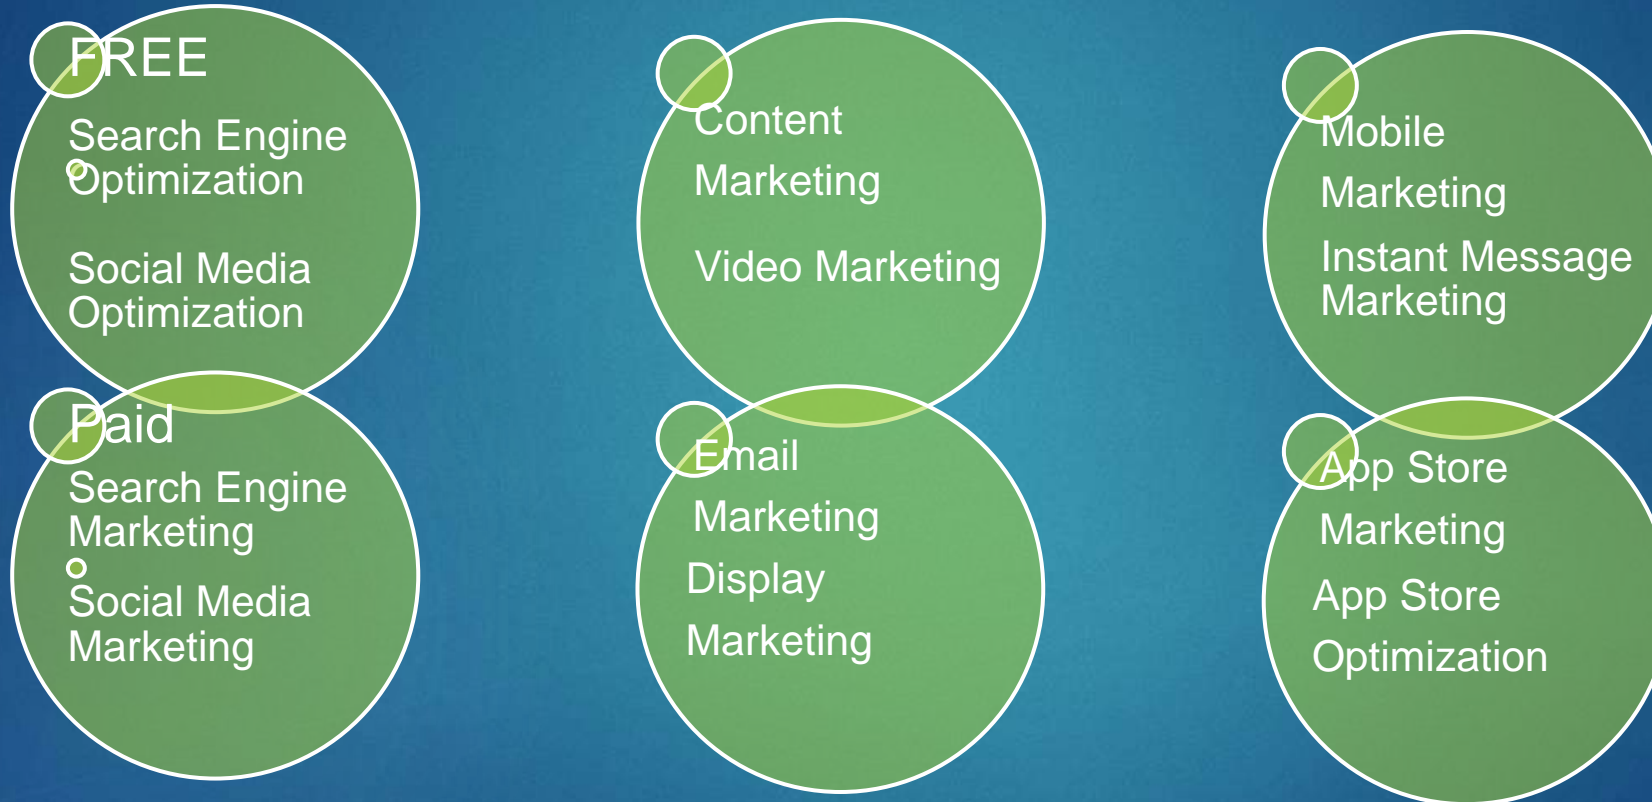 FREE
Search Engine
Optimization
Social Media
Optimization
Paid
Search Engine
Marketing
Social Media
Marketing
Content
Marketing
Video Marketing
Email
Marketing
Display
Marketing
Mobile
Marketing
Instant Message
Marketing
App Store
Marketing
App Store
Optimization